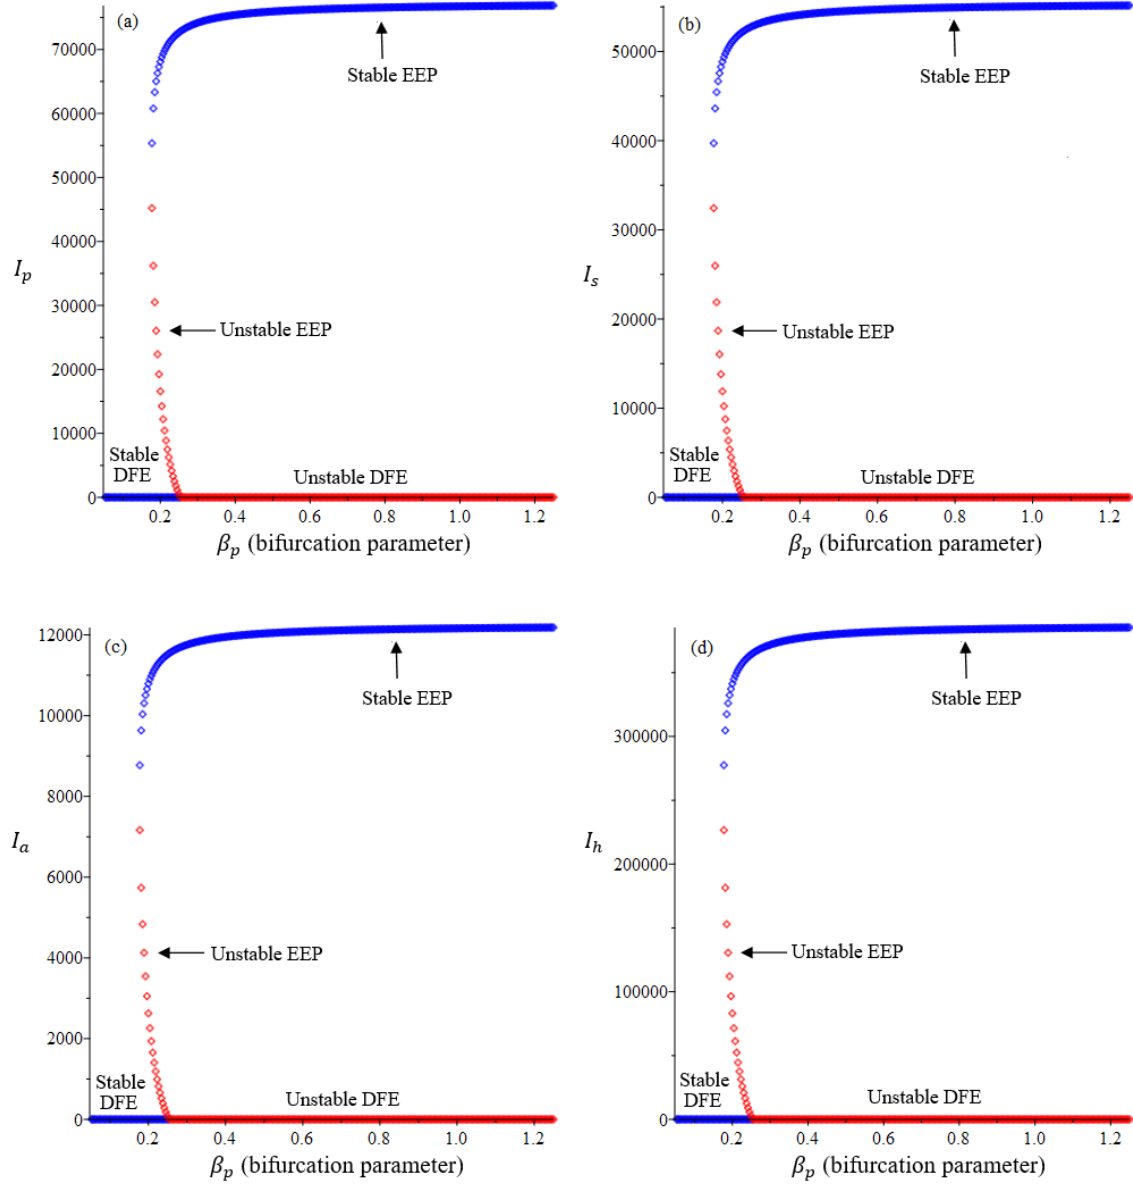 (a)
70000
Stable EEP
60000
50000
40000
I_p
30000
Unstable EEP
20000
10000
Stable
DFE
Unstable DFE
0
0.2 0.4 0.6 0.8 1.0 1.2
β_p (bifurcation parameter)
(b)
50000
Stable EEP
40000
30000
I_s
20000
Unstable EEP
10000
Stable
DFE
Unstable DFE
0
0.2 0.4 0.6 0.8 1.0 1.2
β_p (bifurcation parameter)
12000
(c)
Stable EEP
10000
8000
I_a
6000
4000
Unstable EEP
2000
Stable
DFE
Unstable DFE
0
0.2 0.4 0.6 0.8 1.0 1.2
β_p (bifurcation parameter)
(d)
Stable EEP
300000
I_h
200000
Unstable EEP
100000
Stable
DFE
Unstable DFE
0
0.2 0.4 0.6 0.8 1.0 1.2
β_p (bifurcation parameter)